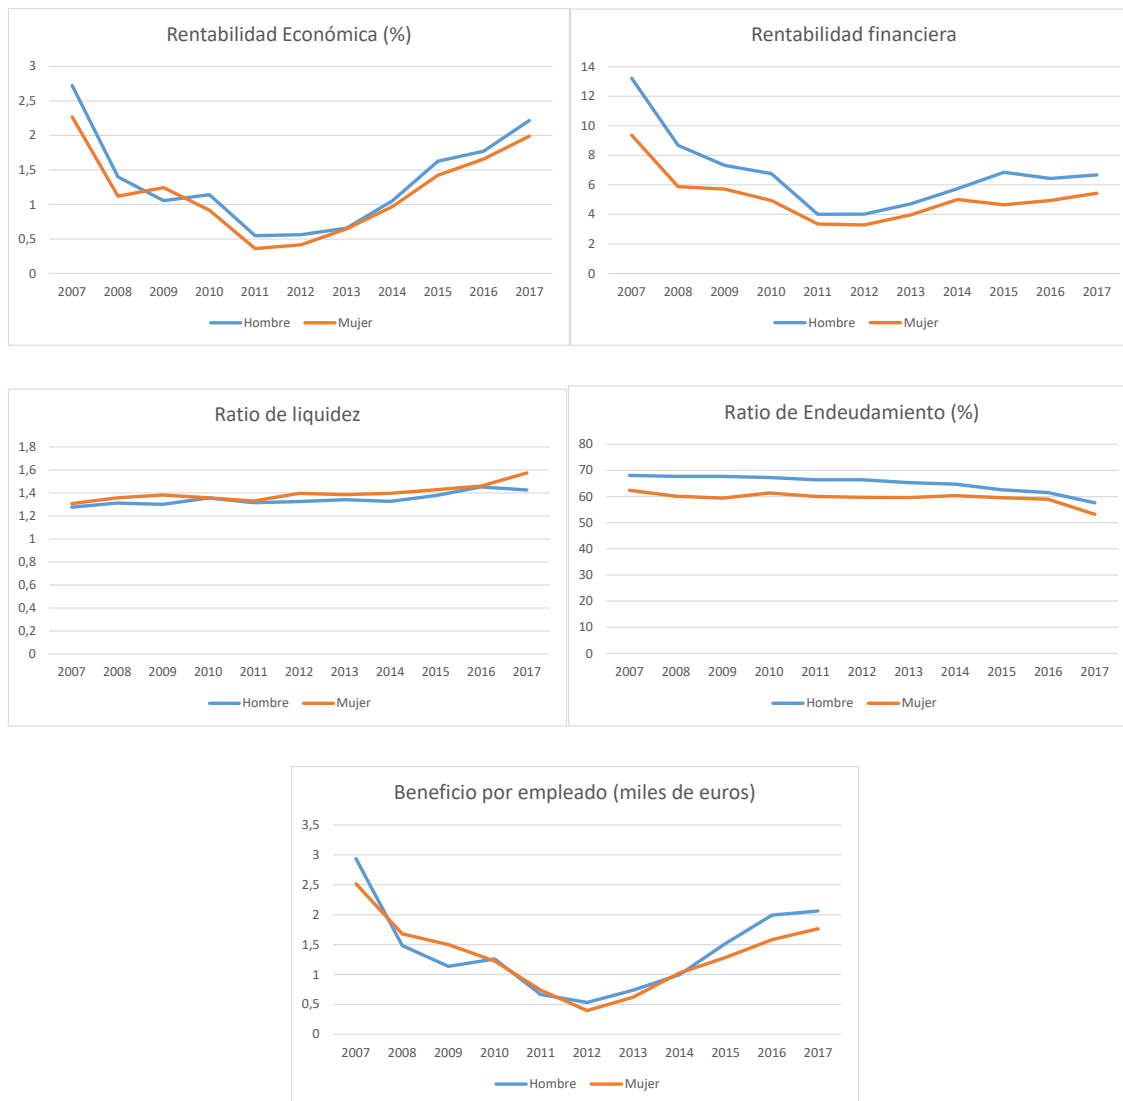 Rentabilidad Económica (%)
3
2,5
2
1,5
1
0,5
0
2007 2008 2009 2010 2011 2012 2013 2014 2015 2016 2017
Hombre Mujer
Rentabilidad financiera
14
12
10
8
6
4
2
0
2007 2008 2009 2010 2011 2012 2013 2014 2015 2016 2017
Hombre Mujer
Ratio de liquidez
1,8
1,6
1,4
1,2
1
0,8
0,6
0,4
0,2
0
2007 2008 2009 2010 2011 2012 2013 2014 2015 2016 2017
Hombre Mujer
Ratio de Endeudamiento (%)
80
70
60
50
40
30
20
10
0
2007 2008 2009 2010 2011 2012 2013 2014 2015 2016 2017
Hombre Mujer
Beneficio por empleado (miles de euros)
3,5
3
2,5
2
1,5
1
0,5
0
2007 2008 2009 2010 2011 2012 2013 2014 2015 2016 2017
Hombre Mujer